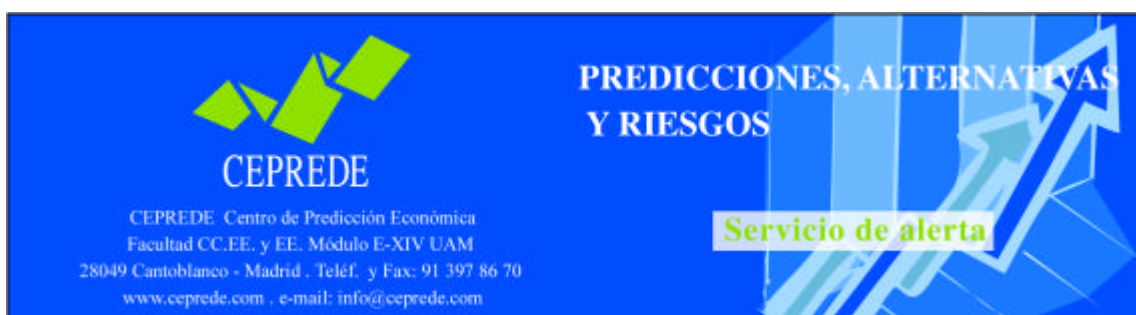 CEPREDE
CEPREDE Centro de Predicción Económica
Facultad CC.EE. y EE. Módulo E-XIV UAM
28049 Cantoblanco - Madrid . Teléf. y Fax: 91 397 86 70
www.ceprede.com . e-mail: info@ceprede.com
PREDICCIONES, ALTERNATIVAS
Y RIESGOS
Servicio de alerta